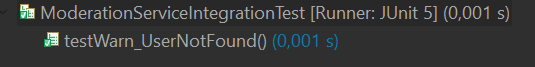 ModerationServiceIntegrationTest [Runner: JUnit 5] (0,001 s)
testWarn_UserNotFound() (0,001 s)